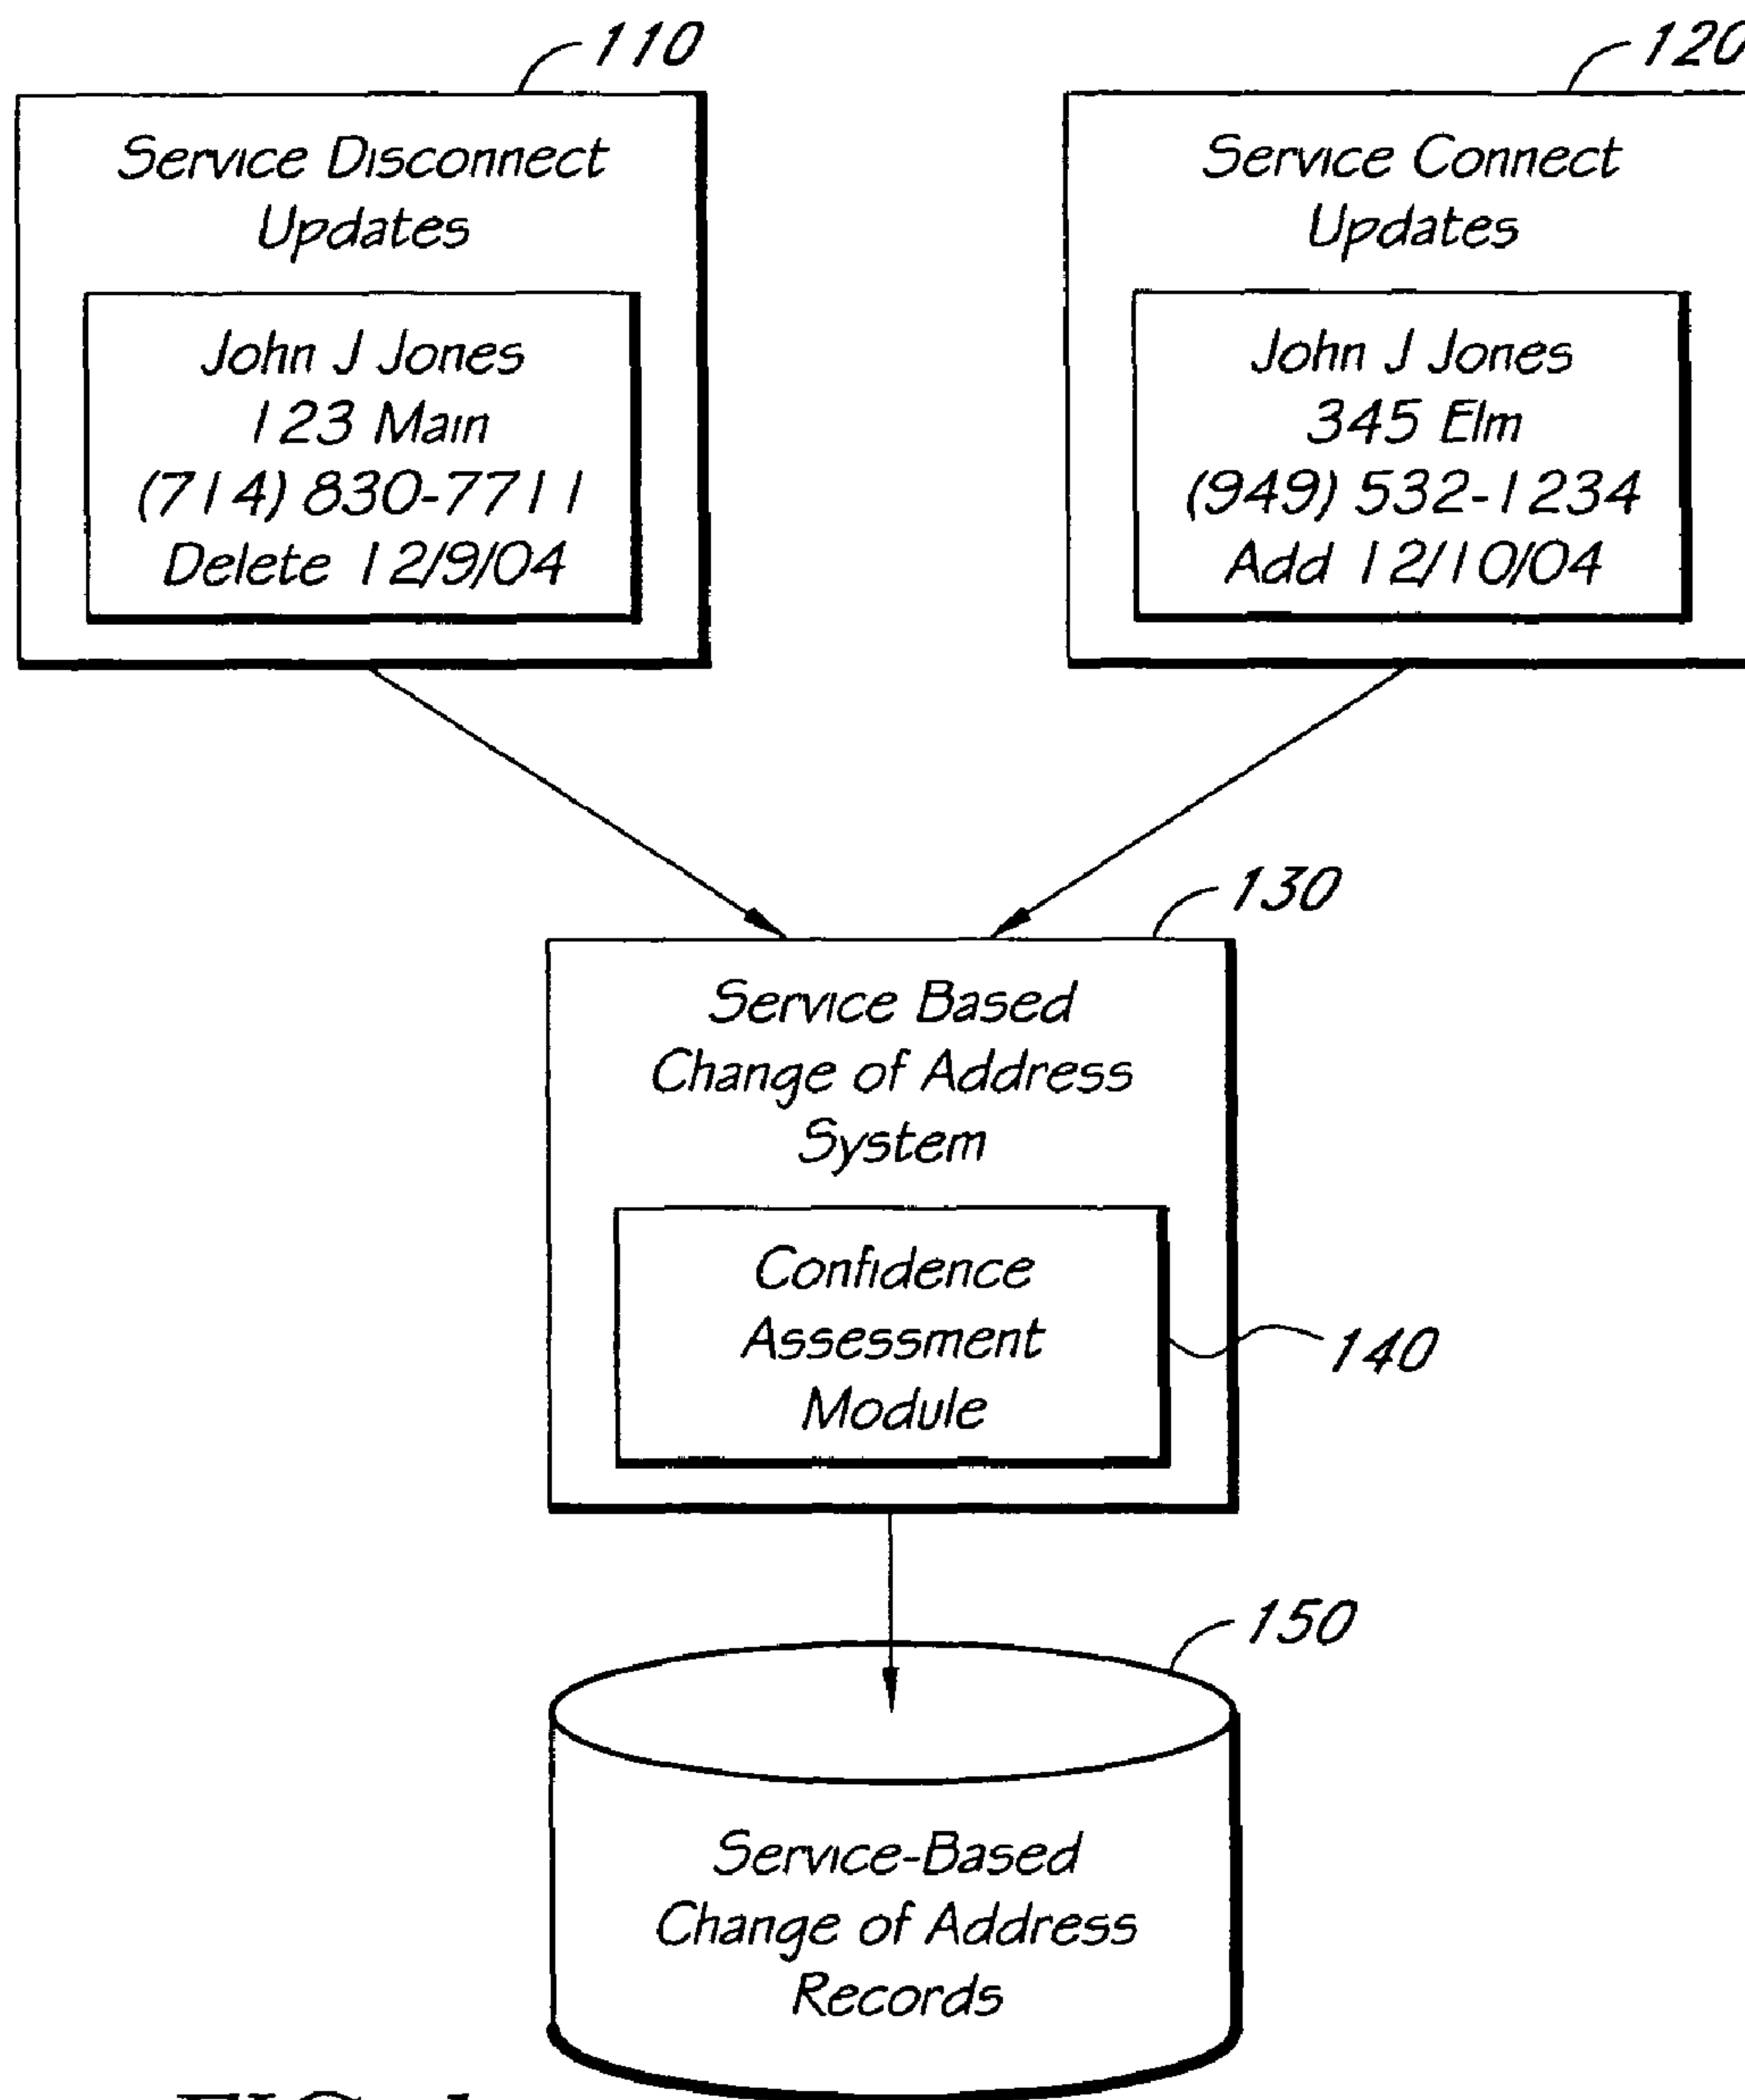 110
120
Service Disconnect
Updates
John J Jones
123 Main
(714) 830-7711
Delete 12/9/04
Service Connect
Updates
John J Jones
345 Elm
(949) 532-1234
Add 12/10/04
130
Service Based
Change of Address
System
Confidence
Assessment
Module
140
150
Service-Based
Change of Address
Records